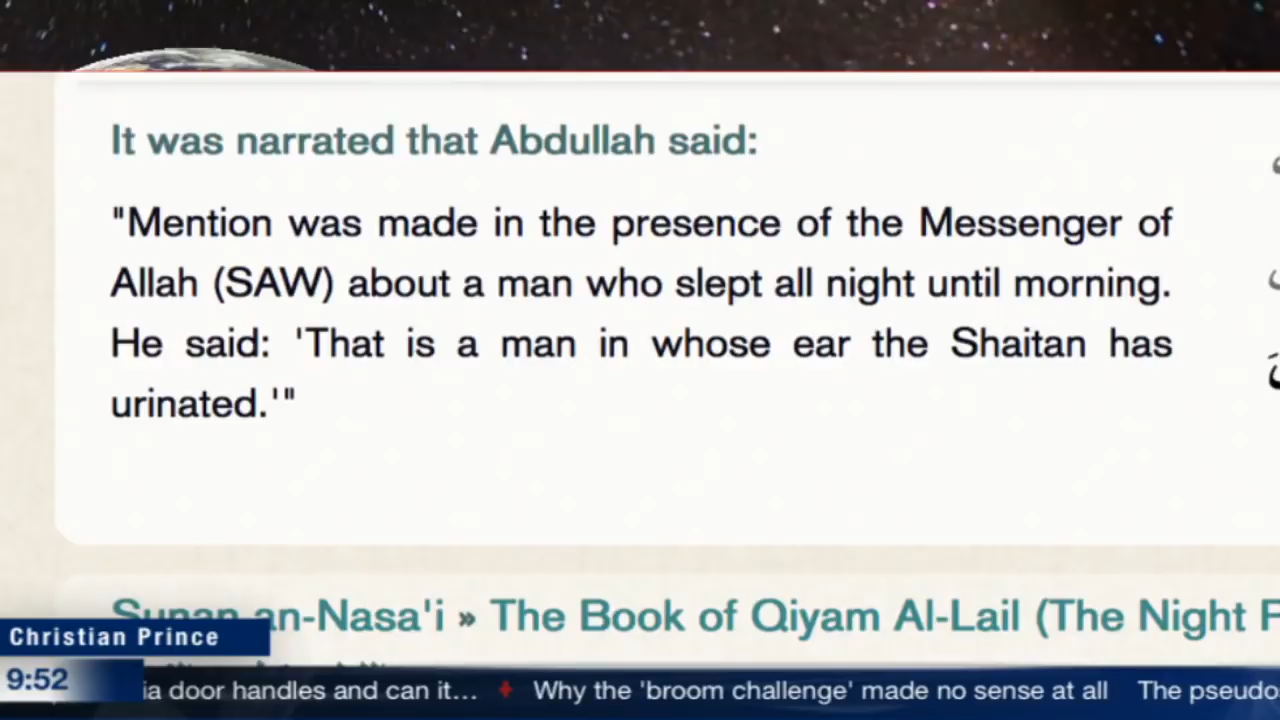 It was narrated that Abdullah said:
"Mention was made in the presence of the Messenger of
Allah (SAW) about a man who slept all night until morning.
He said: 'That is a man in whose ear the Shaitan has
urinated.'"
Sunan an-Nasa'i » The Book of Qiyam Al-Lail (The Night
Christian Prince
9:52
door handles and can it... Why the 'broom challenge' made no sense at all The